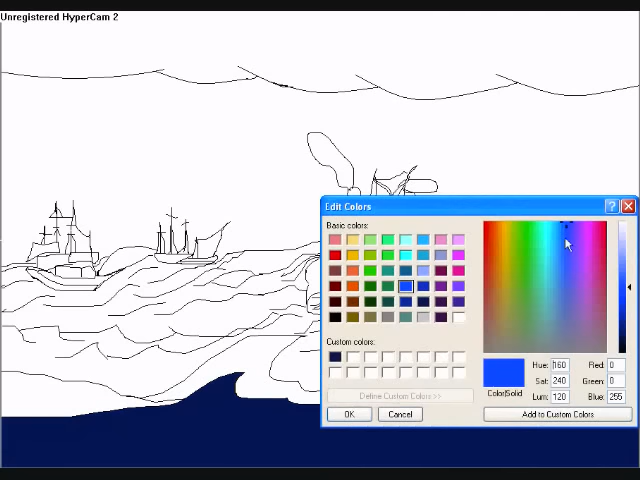 Unregistered HyperCam 2
Edit Colors
Basic colors:
Custom colors:
Define Custom Colors >>
OK
Cancel
Color|Solid
Hue: 160
Sat: 240
Lum: 120
Red: 0
Green: 0
Blue: 255
Add to Custom Colors